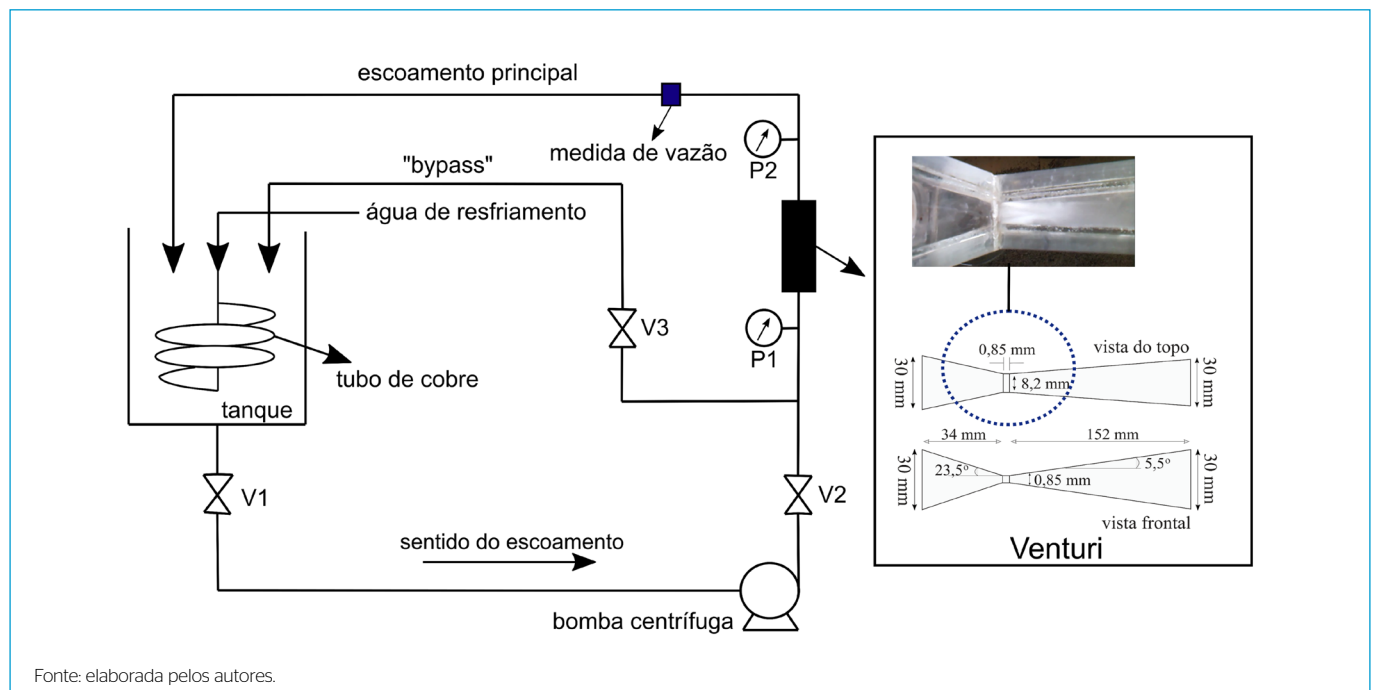 escoamento principal
medida de vazão
P2
"bypass"
água de resfriamento
V3
P1
tubo de cobre
tanque
V1
V2
sentido do escoamento
bomba centrífuga
0,85 mm
vista do topo
30 mm
8,2 mm
30 mm
34 mm
152 mm
30 mm
23,5º
0,85 mm
5,5º
30 mm
vista frontal
Venturi
Fonte: elaborada pelos autores.